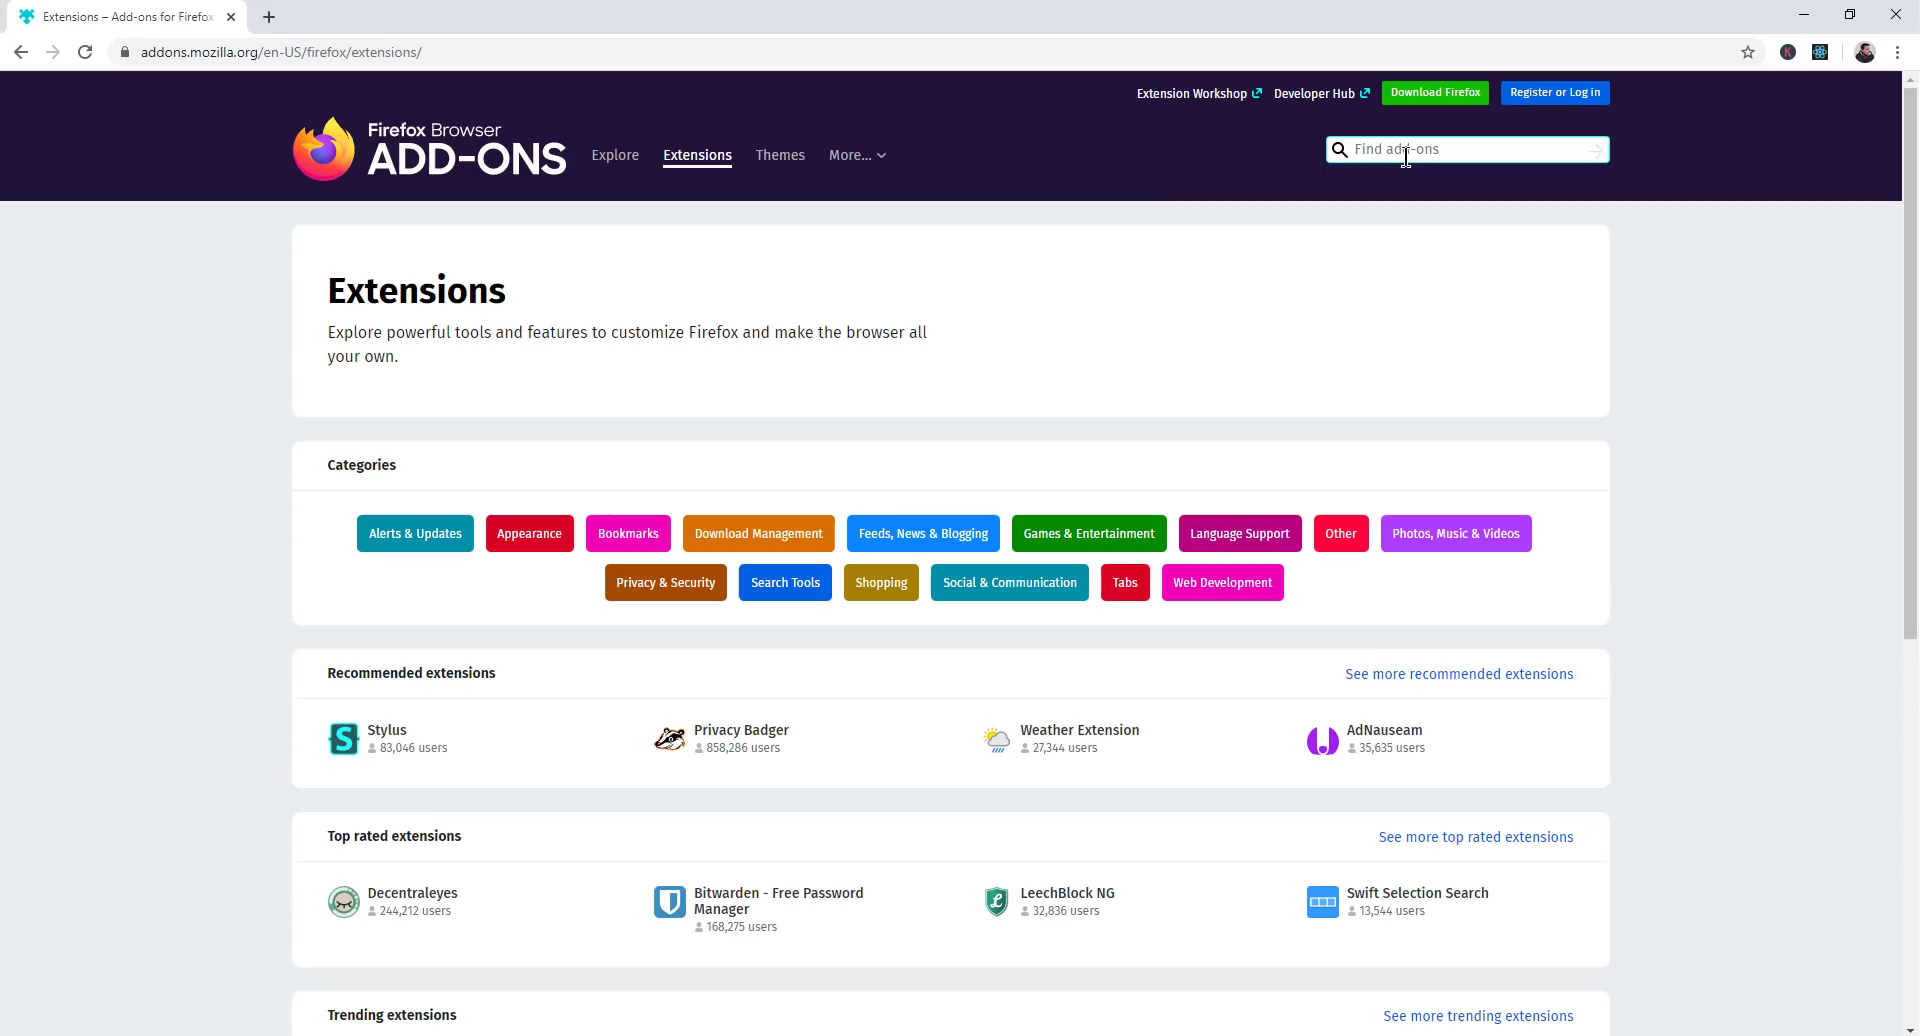 Extensions – Add-ons for Firefox
addons.mozilla.org/en-US/firefox/extensions/
K
Extension Workshop Developer Hub Download Firefox Register or Log in
Firefox Browser
ADD-ONS
Explore Extensions Themes More...
Find add-ons
Extensions
Explore powerful tools and features to customize Firefox and make the browser all
your own.
Categories
Alerts & Updates Appearance Bookmarks Download Management Feeds, News & Blogging Games & Entertainment Language Support Other Photos, Music & Videos
Privacy & Security Search Tools Shopping Social & Communication Tabs Web Development
Recommended extensions See more recommended extensions
S
Stylus Privacy Badger Weather Extension AdNauseam
83,046 users 858,286 users 27,344 users 35,635 users
Top rated extensions See more top rated extensions
Decentraleyes
244,212 users
Bitwarden - Free Password
Manager
168,275 users
LeechBlock NG
32,836 users
Swift Selection Search
13,544 users
Trending extensions See more trending extensions